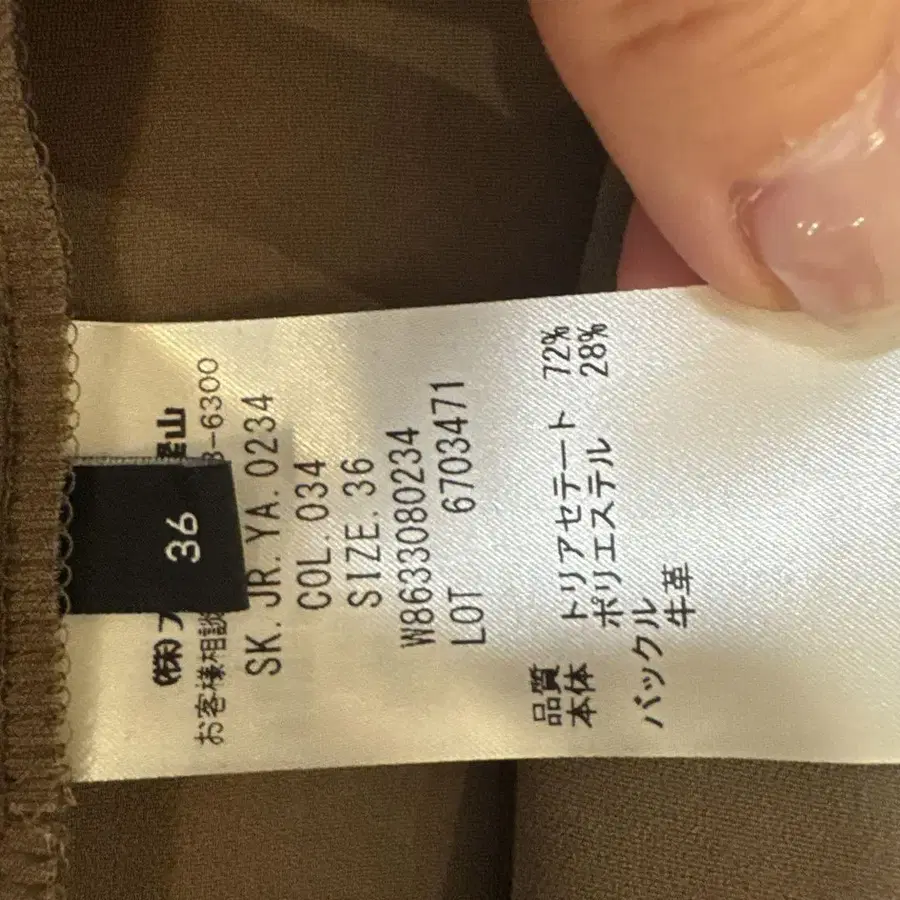 36
(株)
お客様相談
-6300
SK. JR. YA. 0234
COL. 034
SIZE. 36
W8633080234
LOT 6703471
品質
本体 トリアセテート 72%
ポリエステル 28%
バックル
牛革